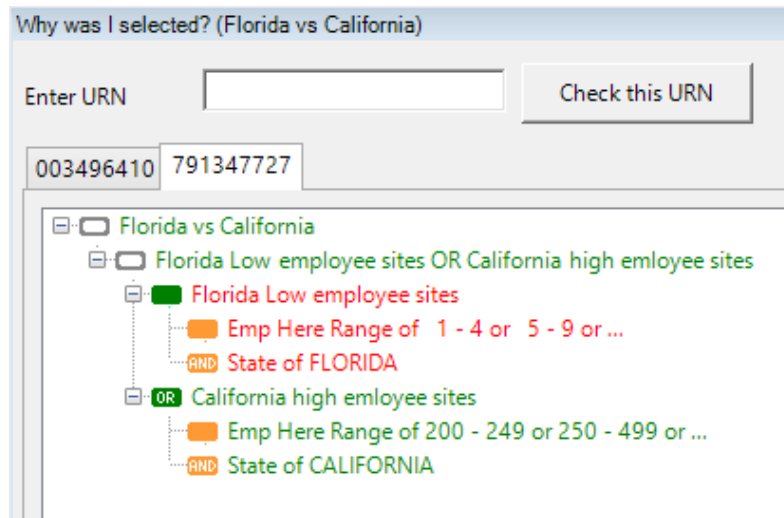 Why was I selected? (Florida vs California)
Enter URN Check this URN
003496410 791347727
Florida vs California
Florida Low employee sites OR California high emloyee sites
Florida Low employee sites
Emp Here Range of 1 - 4 or 5 - 9 or ...
AND State of FLORIDA
OR California high emloyee sites
Emp Here Range of 200 - 249 or 250 - 499 or ...
AND State of CALIFORNIA